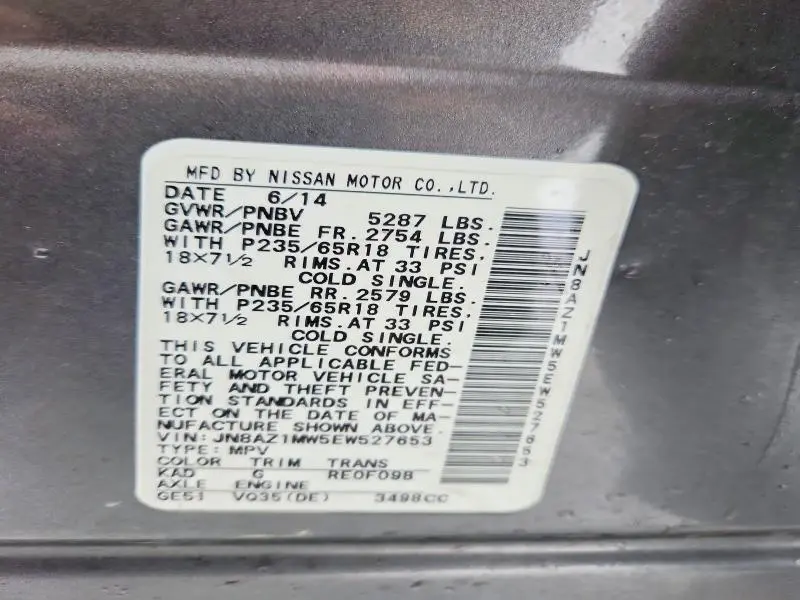 MFD BY NISSAN MOTOR CO.,LTD.
DATE 6/14
GVWR/PNBV 5287 LBS.
GAWR/PNBE FR. 2754 LBS.
WITH P235/65R18 TIRES.
18×7½ RIMS.AT 33 PSI
COLD SINGLE.
GAWR/PNBE RR. 2579 LBS.
WITH P235/65R18 TIRES.
18×7½ RIMS.AT 33 PSI
COLD SINGLE.
THIS VEHICLE CONFORMS
TO ALL APPLICABLE FED-
ERAL MOTOR VEHICLE SA-
FETY AND THEFT PREVEN-
TION STANDARDS IN EFF-
ECT ON THE DATE OF MA-
NUFACTURE SHOWN ABOVE.
VIN: JN8AZ1MW5EW527653
TYPE: MPV
COLOR TRIM TRANS
KAD G RE0F09B
AXLE ENGINE
GE51 VQ35(DE) 3498CC
JN8AZ1MW5EW527653